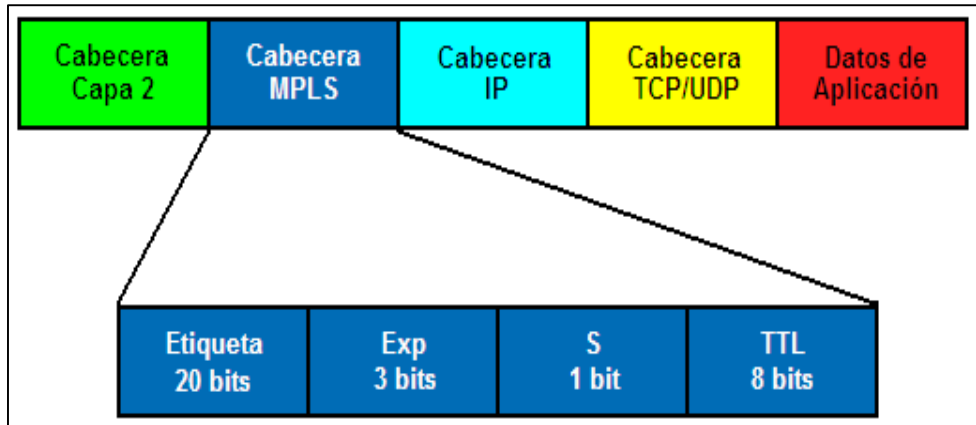 Cabecera
Capa 2
Cabecera
MPLS
Cabecera
IP
Cabecera
TCP/UDP
Datos de
Aplicación
Etiqueta
20 bits
Exp
3 bits
S
1 bit
TTL
8 bits